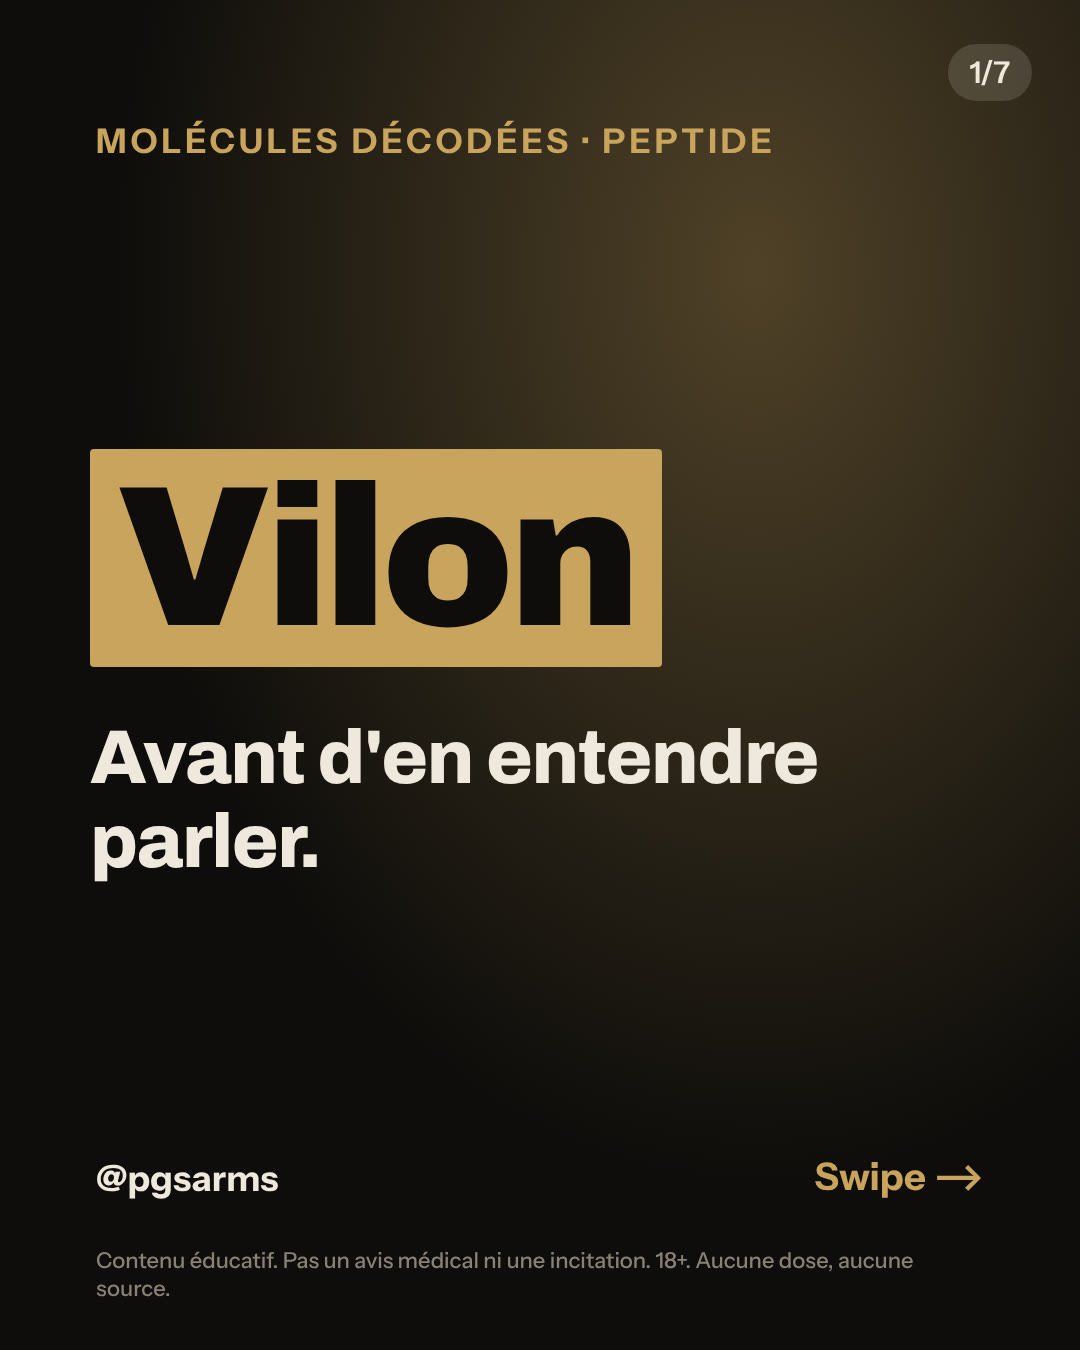 1/7
MOLÉCULES DÉCODÉES · PEPTIDE
Vilon
Avant d'en entendre
parler.
@pgsarms
Swipe →
Contenu éducatif. Pas un avis médical ni une incitation. 18+. Aucune dose, aucune
source.